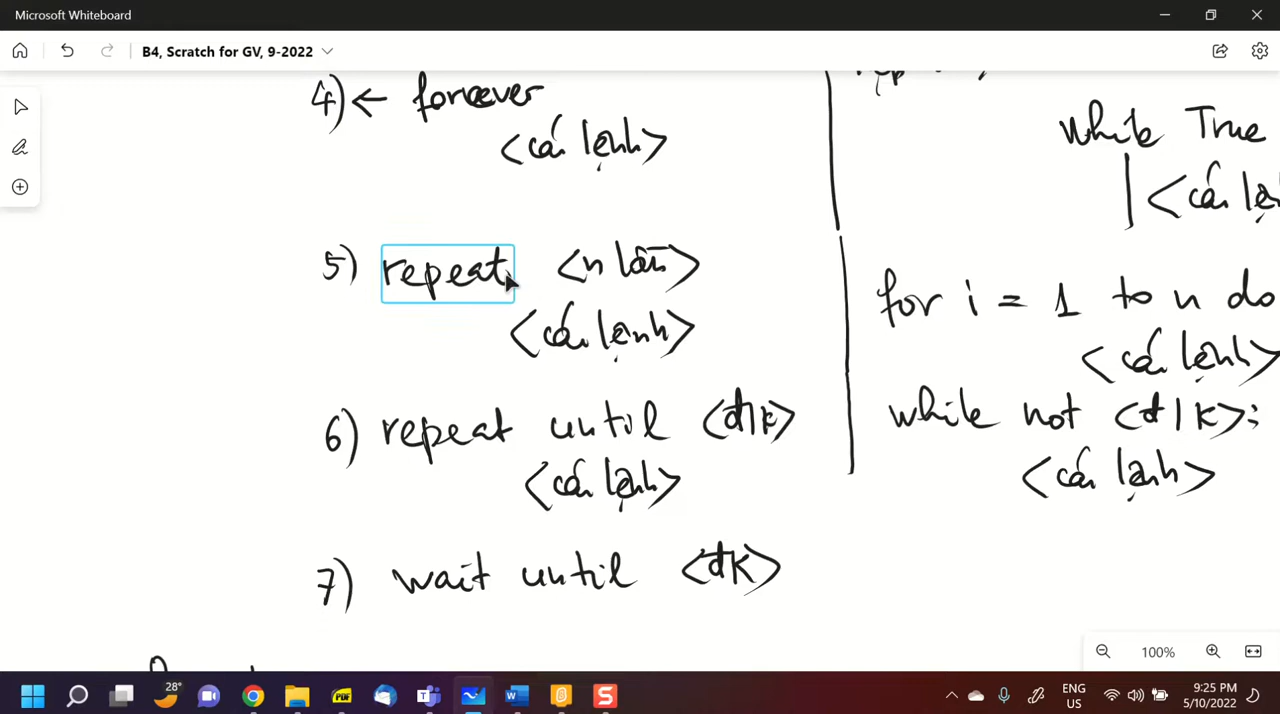 Microsoft Whiteboard
B4, Scratch for GV, 9-2022
4) ← forever
<các lệnh>
while True
<các lệ
5) repeat <n lần>
<các lệnh>
for i = 1 to n do
<các lệnh>
6) repeat until <đ|k>
<các lệnh>
while not <đ|k>:
<các lệnh>
7) wait until <đk>
100%
28°
ENG
US
9:25 PM
5/10/2022